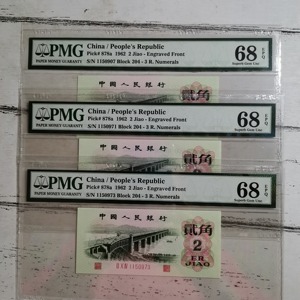 PMG
PAPER MONEY GUARANTY
China / People's Republic
Pick# 878a 1962 2 Jiao - Engraved Front
S/N 1150907 Block 204 - 3 R. Numerals
68 EPQ
Superb Gem Unc
中国人民银行
贰角
PMG
PAPER MONEY GUARANTY
China / People's Republic
Pick# 878a 1962 2 Jiao - Engraved Front
S/N 1150971 Block 204 - 3 R. Numerals
68 EPQ
Superb Gem Unc
中国人民银行
贰角
PMG
PAPER MONEY GUARANTY
China / People's Republic
Pick# 878a 1962 2 Jiao - Engraved Front
S/N 1150973 Block 204 - 3 R. Numerals
68 EPQ
Superb Gem Unc
中国人民银行
贰角
2
ER
JIAO
1150973